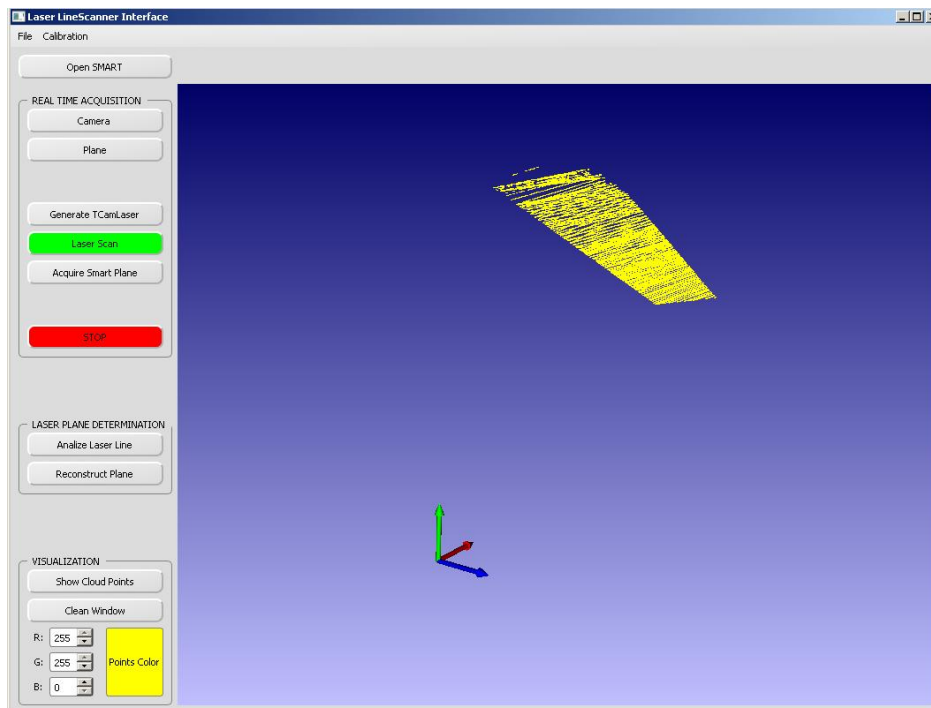 Laser LineScanner Interface
File Calibration
Open SMART
REAL TIME ACQUISITION
Camera
Plane
Generate TCamLaser
Laser Scan
Acquire Smart Plane
STOP
LASER PLANE DETERMINATION
Analize Laser Line
Reconstruct Plane
VISUALIZATION
Show Cloud Points
Clean Window
R: 255
G: 255
B: 0
Points Color